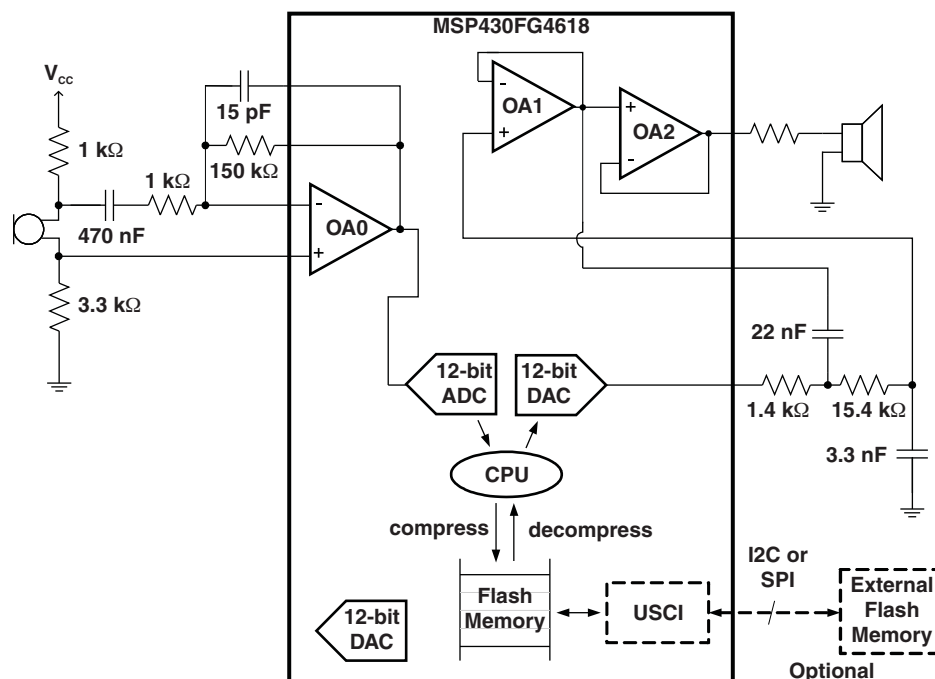 MSP430FG4618
VCC
15 pF
-
OA1
+
+
OA2
-
1 kΩ
150 kΩ
1 kΩ
470 nF
-
OA0
+
3.3 kΩ
22 nF
12-bit
ADC
12-bit
DAC
1.4 kΩ
15.4 kΩ
3.3 nF
CPU
compress
decompress
I2C or
SPI
Flash
Memory
USCI
External
Flash
Memory
12-bit
DAC
Optional